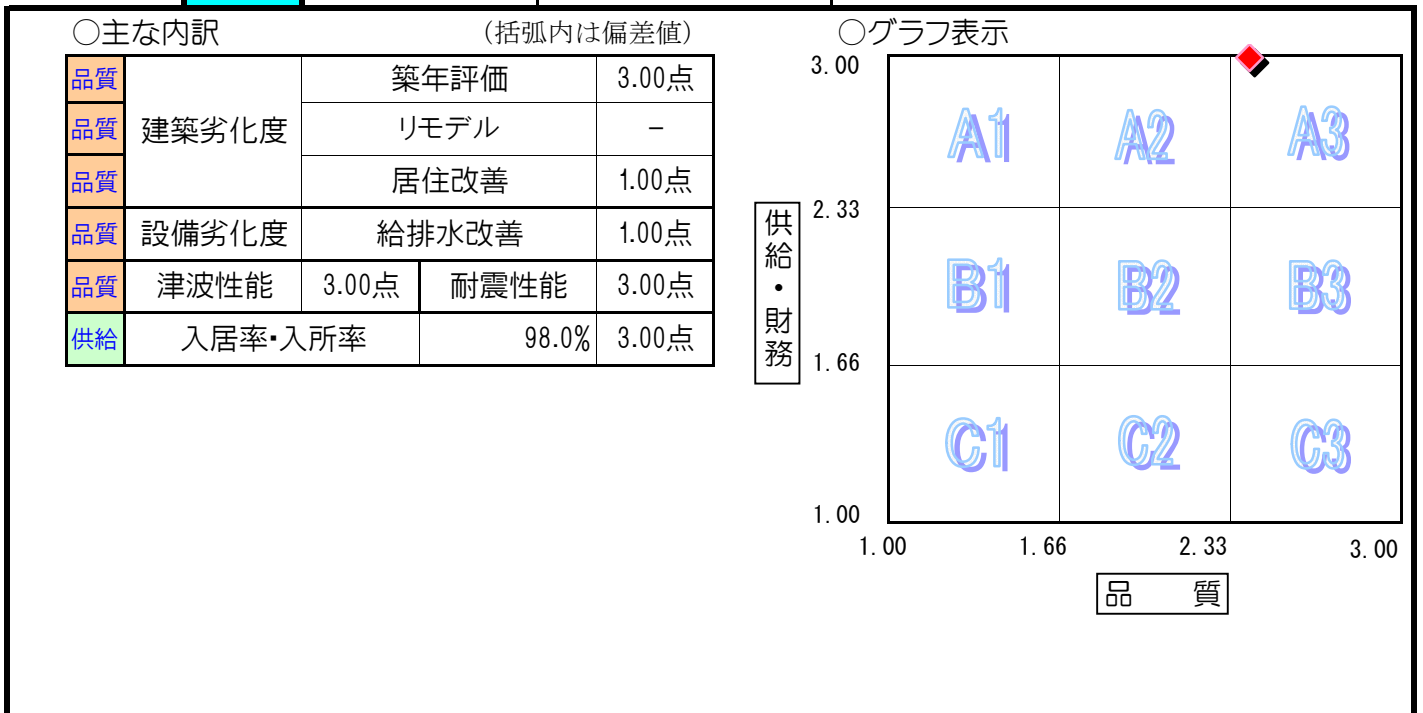 ○主な内訳 (括弧内は偏差値)
品質 建築劣化度 築年評価 3.00点
品質 リモデル －
品質 居住改善 1.00点
品質 設備劣化度 給排水改善 1.00点
品質 津波性能 3.00点 耐震性能 3.00点
供給 入居率・入所率 98.0% 3.00点
○グラフ表示
供給・財務
3.00
2.33
1.66
1.00
A1 A2 A3
B1 B2 B3
C1 C2 C3
1.00 1.66 2.33 3.00
品 質